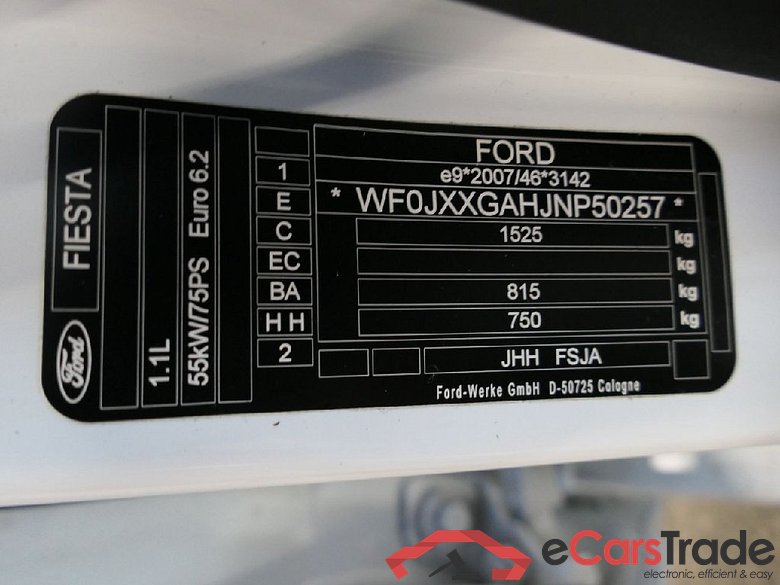 FIESTA
Ford
1.1L
55kW/75PS Euro 6.2
1
E
C
EC
BA
H H
2
FORD
e9*2007/46*3142
* WF0JXXGAHJNP50257 *
1525 kg
kg
815 kg
750 kg
JHH FSJA
Ford-Werke GmbH D-50725 Cologne
eCarsTrade
electronic, efficient & easy